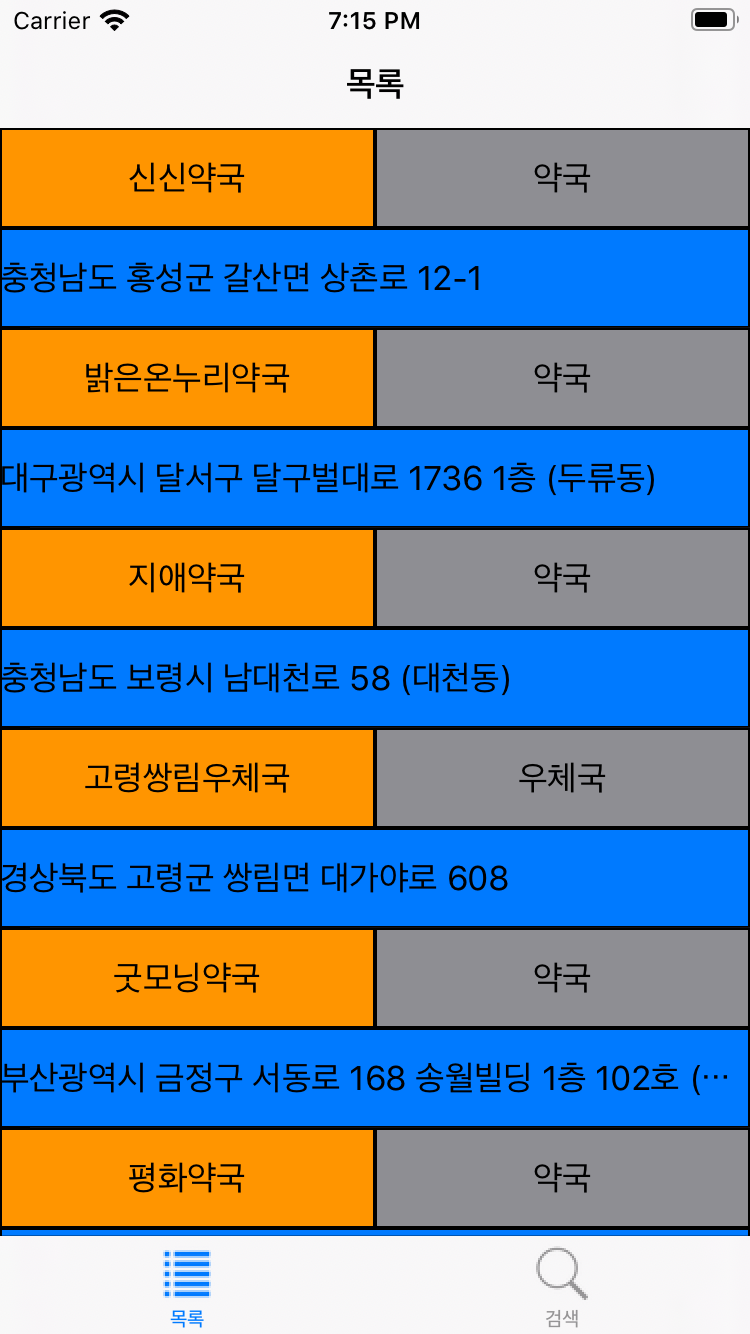 Carrier 7:15 PM
목록
신신약국 약국
충청남도 홍성군 갈산면 상촌로 12-1
밝은온누리약국 약국
대구광역시 달서구 달구벌대로 1736 1층 (두류동)
지애약국 약국
충청남도 보령시 남대천로 58 (대천동)
고령쌍림우체국 우체국
경상북도 고령군 쌍림면 대가야로 608
굿모닝약국 약국
부산광역시 금정구 서동로 168 송월빌딩 1층 102호 (…
평화약국 약국
목록 검색